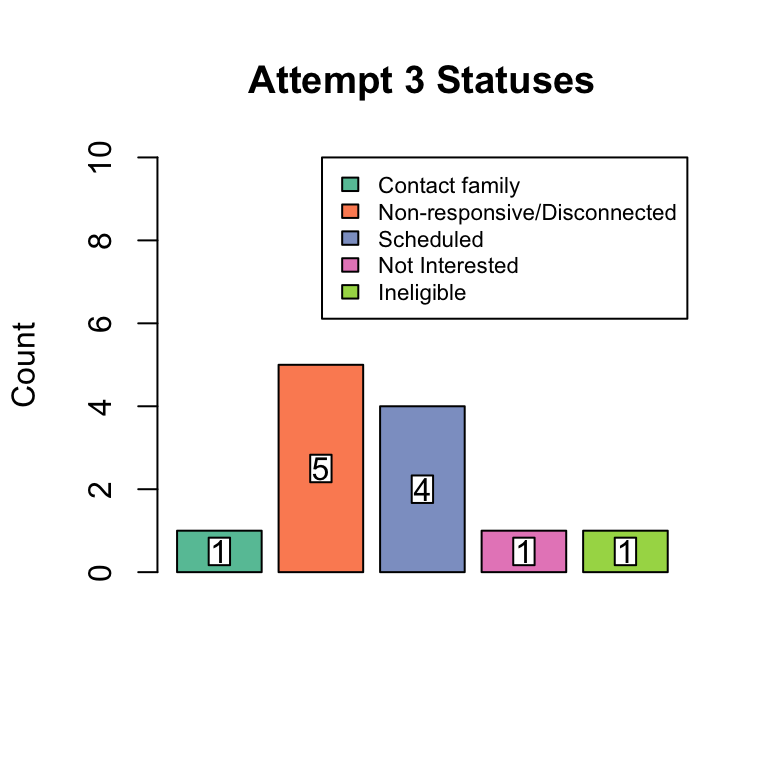 Attempt 3 Statuses
Count
10
8
6
4
2
0
Contact family
Non-responsive/Disconnected
Scheduled
Not Interested
Ineligible
1
5
4
1
1